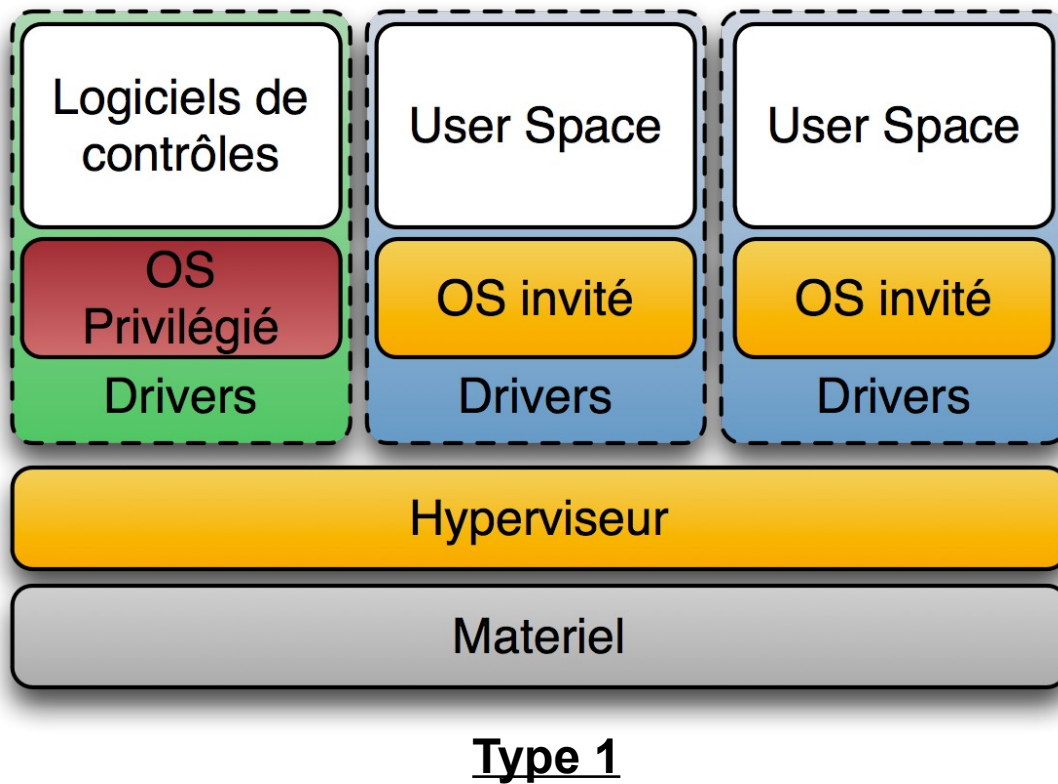 Logiciels de
contrôles
User Space
User Space
OS
Privilégié
OS invité
OS invité
Drivers
Drivers
Drivers
Hyperviseur
Materiel
Type 1